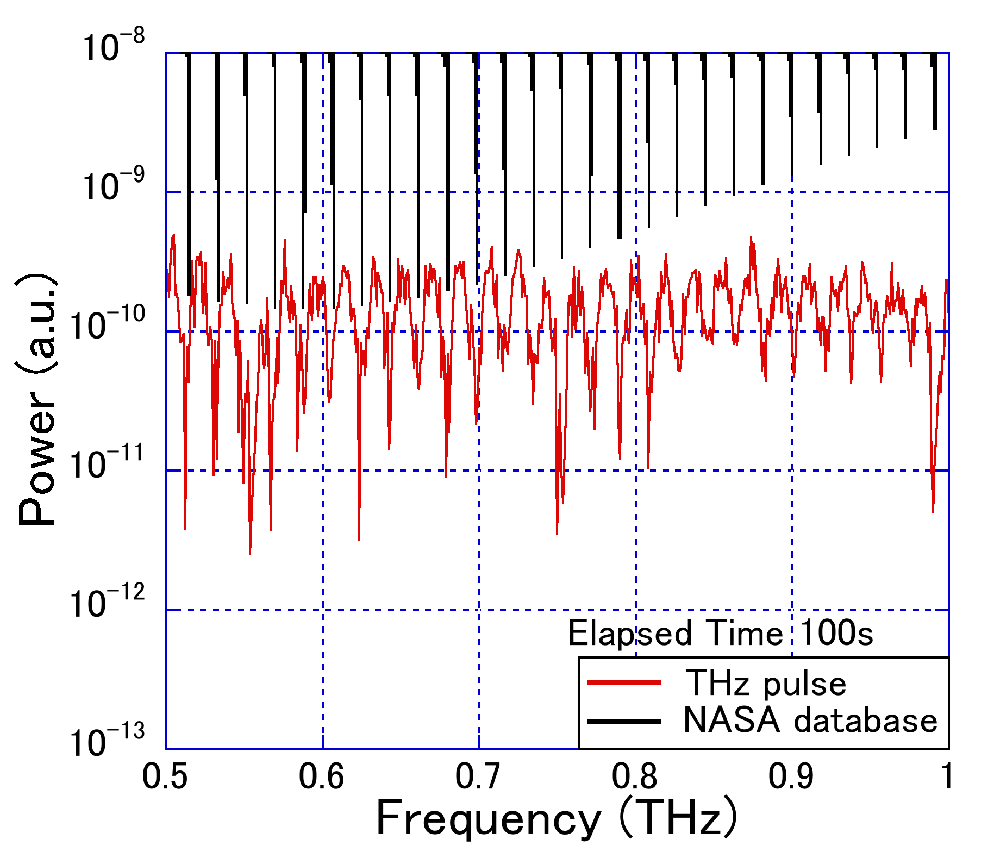 10⁻⁸
10⁻⁹
10⁻¹⁰
10⁻¹¹
10⁻¹²
10⁻¹³
Power (a.u.)
Elapsed Time 100s
THz pulse
NASA database
0.5 0.6 0.7 0.8 0.9 1
Frequency (THz)